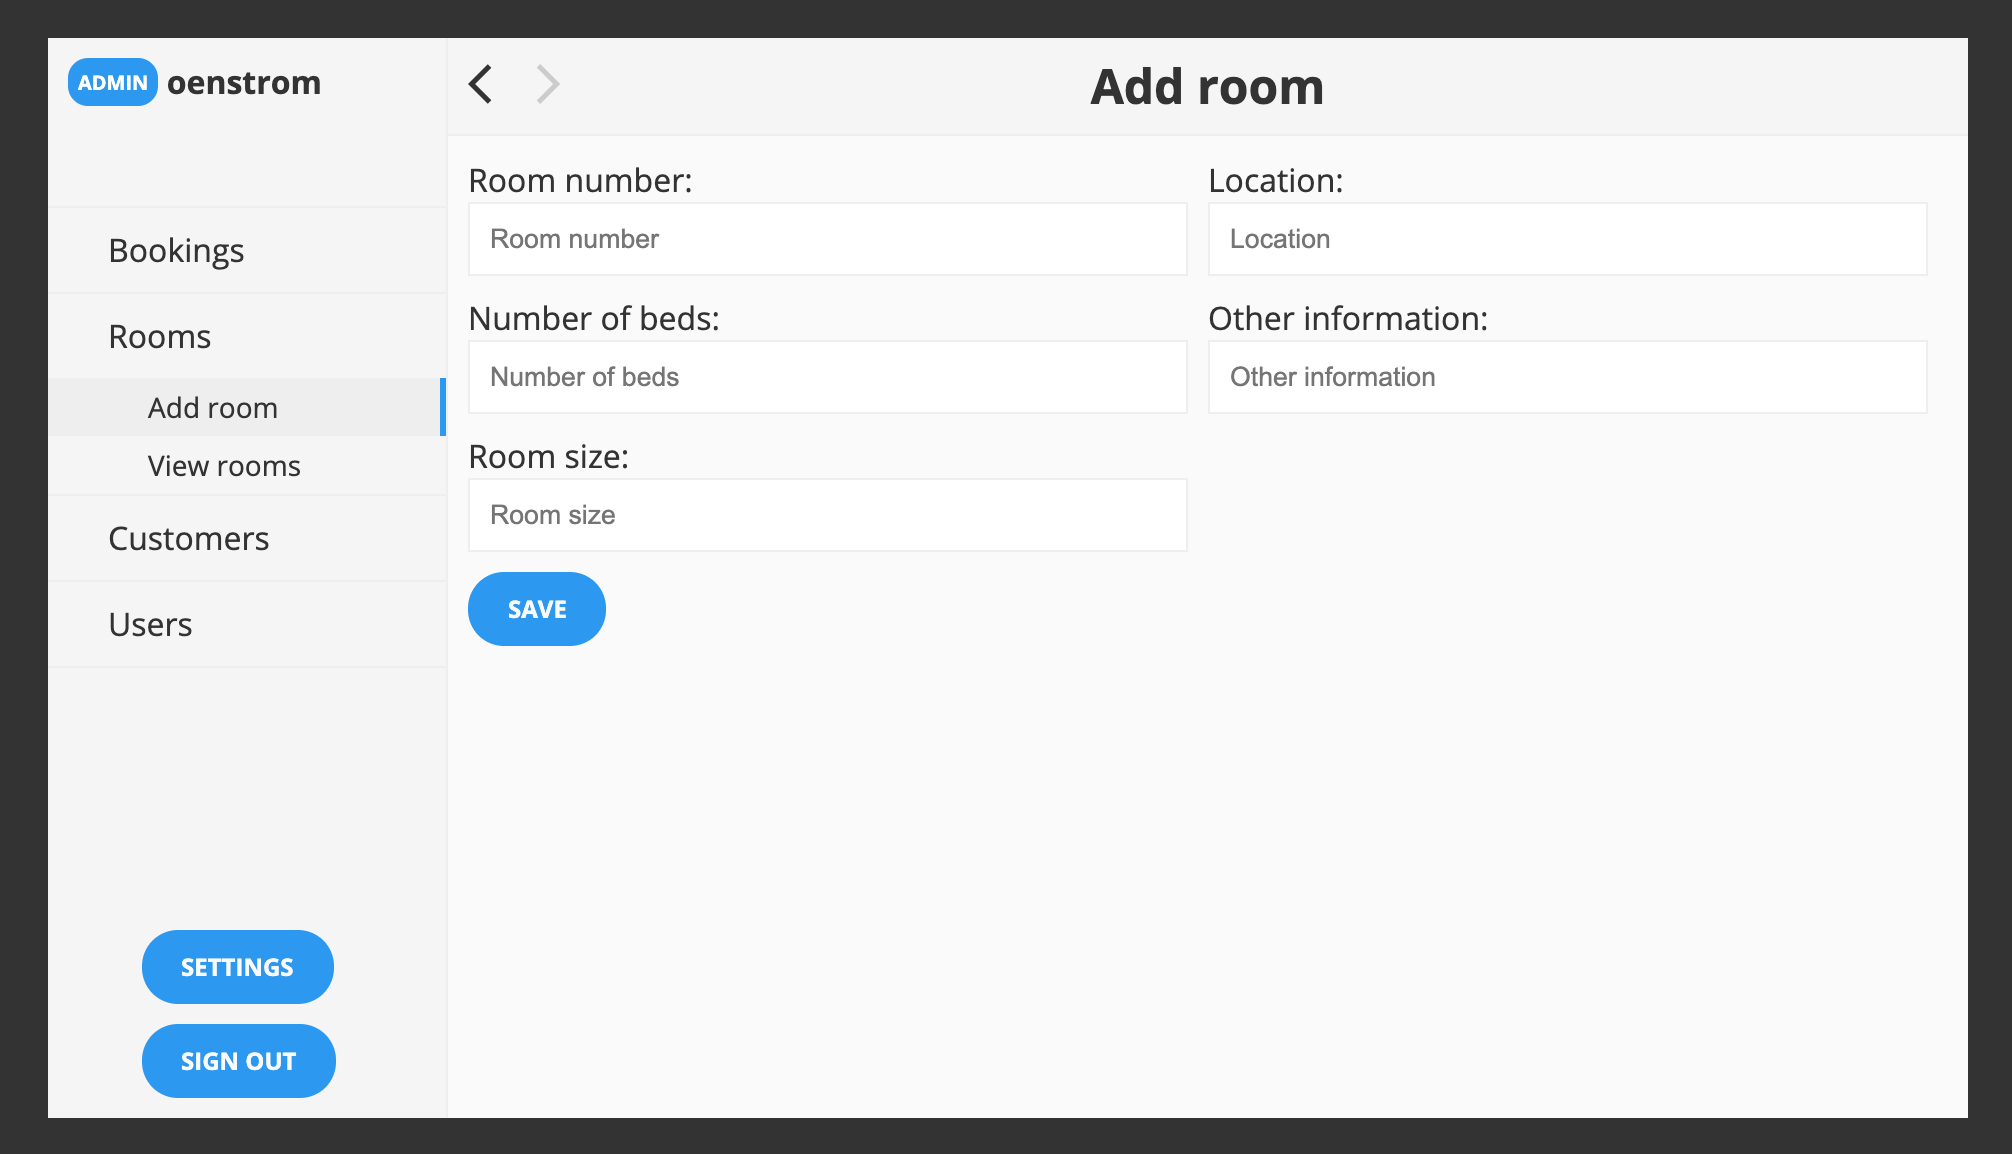 ADMIN oenstrom
Bookings
Rooms
Add room
View rooms
Customers
Users
SETTINGS
SIGN OUT
Add room
Room number:
Room number
Location:
Location
Number of beds:
Number of beds
Other information:
Other information
Room size:
Room size
SAVE